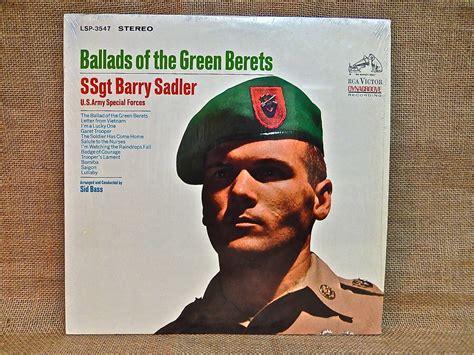 LSP-3547 STEREO
Ballads of the Green Berets
SSgt Barry Sadler
U.S. Army Special Forces
The Ballad of the Green Berets
Letter from Vietnam
I'm a Lucky One
Garet Trooper
The Soldier Has Come Home
Salute to the Nurses
I'm Watching the Raindrops Fall
Badge of Courage
Trooper's Lament
Bamiba
Saigon
Lullaby
Arranged and Conducted by
Sid Bass
RCA VICTOR
DYNAGROOVE
RECORDING